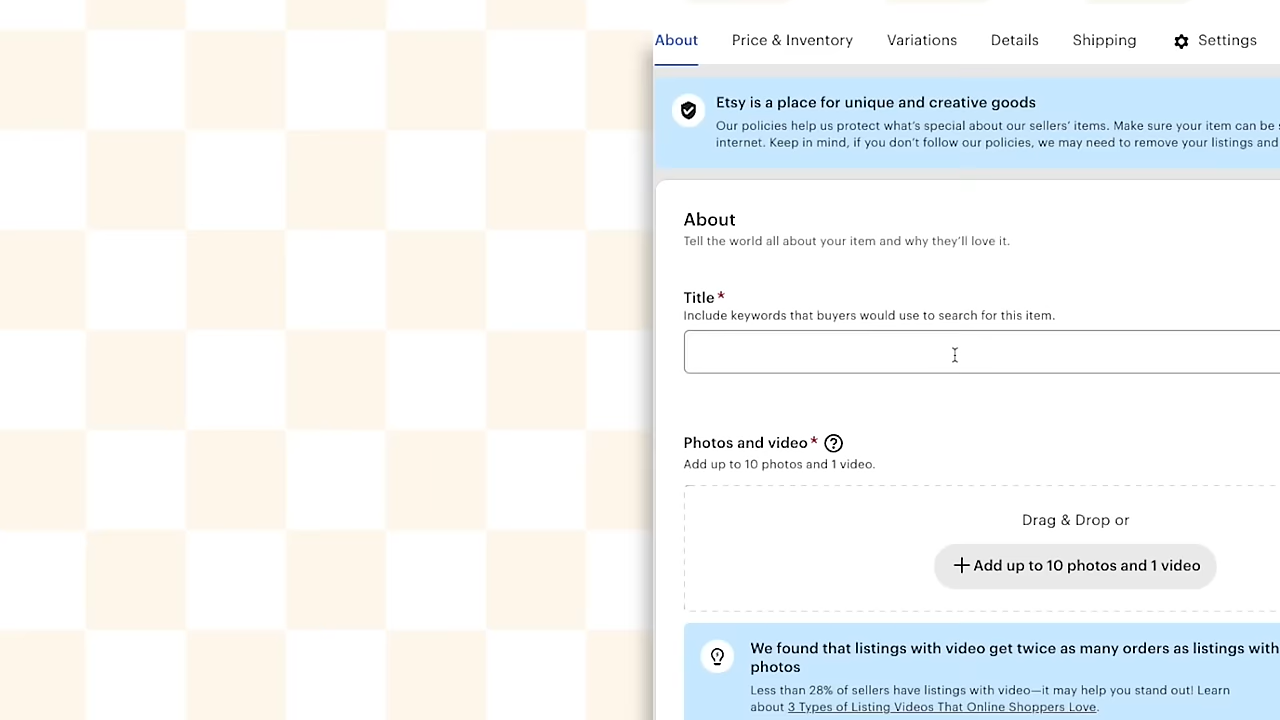 About Price & Inventory Variations Details Shipping Settings
Etsy is a place for unique and creative goods
Our policies help us protect what's special about our sellers' items. Make sure your item can be
internet. Keep in mind, if you don't follow our policies, we may need to remove your listings and
About
Tell the world all about your item and why they'll love it.
Title *
Include keywords that buyers would use to search for this item.
Photos and video * ?
Add up to 10 photos and 1 video.
Drag & Drop or
+ Add up to 10 photos and 1 video
We found that listings with video get twice as many orders as listings with
photos
Less than 28% of sellers have listings with video—it may help you stand out! Learn
about 3 Types of Listing Videos That Online Shoppers Love.